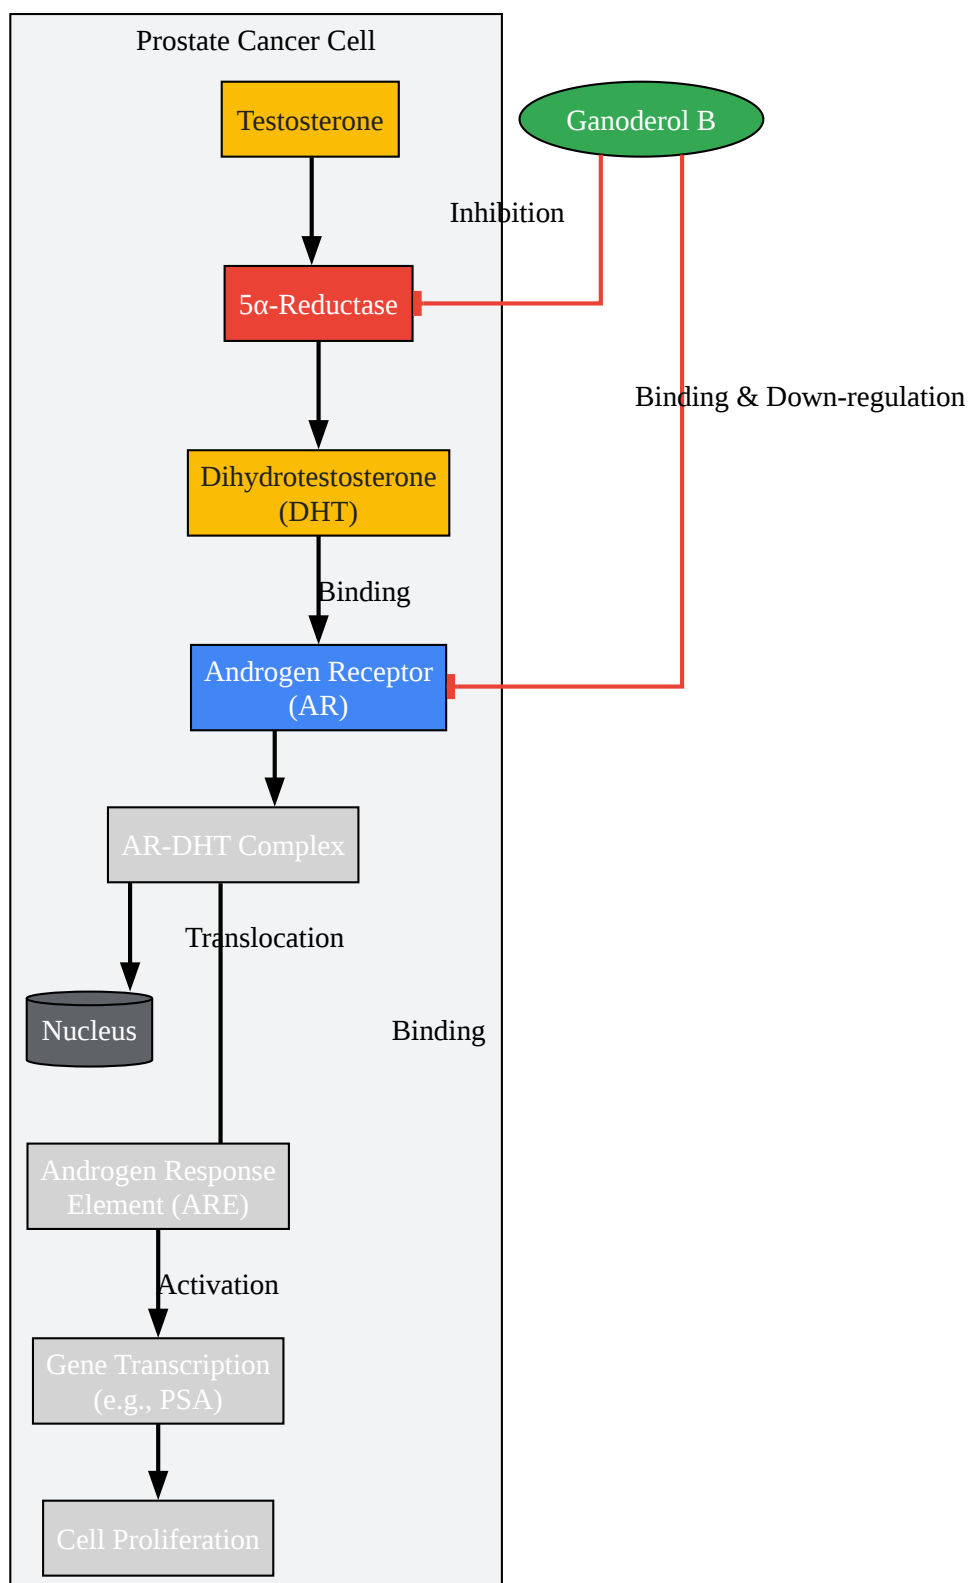 Prostate Cancer Cell
Testosterone
Ganoderol B
Inhibition
5α-Reductase
Binding & Down-regulation
Dihydrotestosterone
(DHT)
Binding
Androgen Receptor
(AR)
AR-DHT Complex
Translocation
Nucleus
Binding
Androgen Response
Element (ARE)
Activation
Gene Transcription
(e.g., PSA)
Cell Proliferation